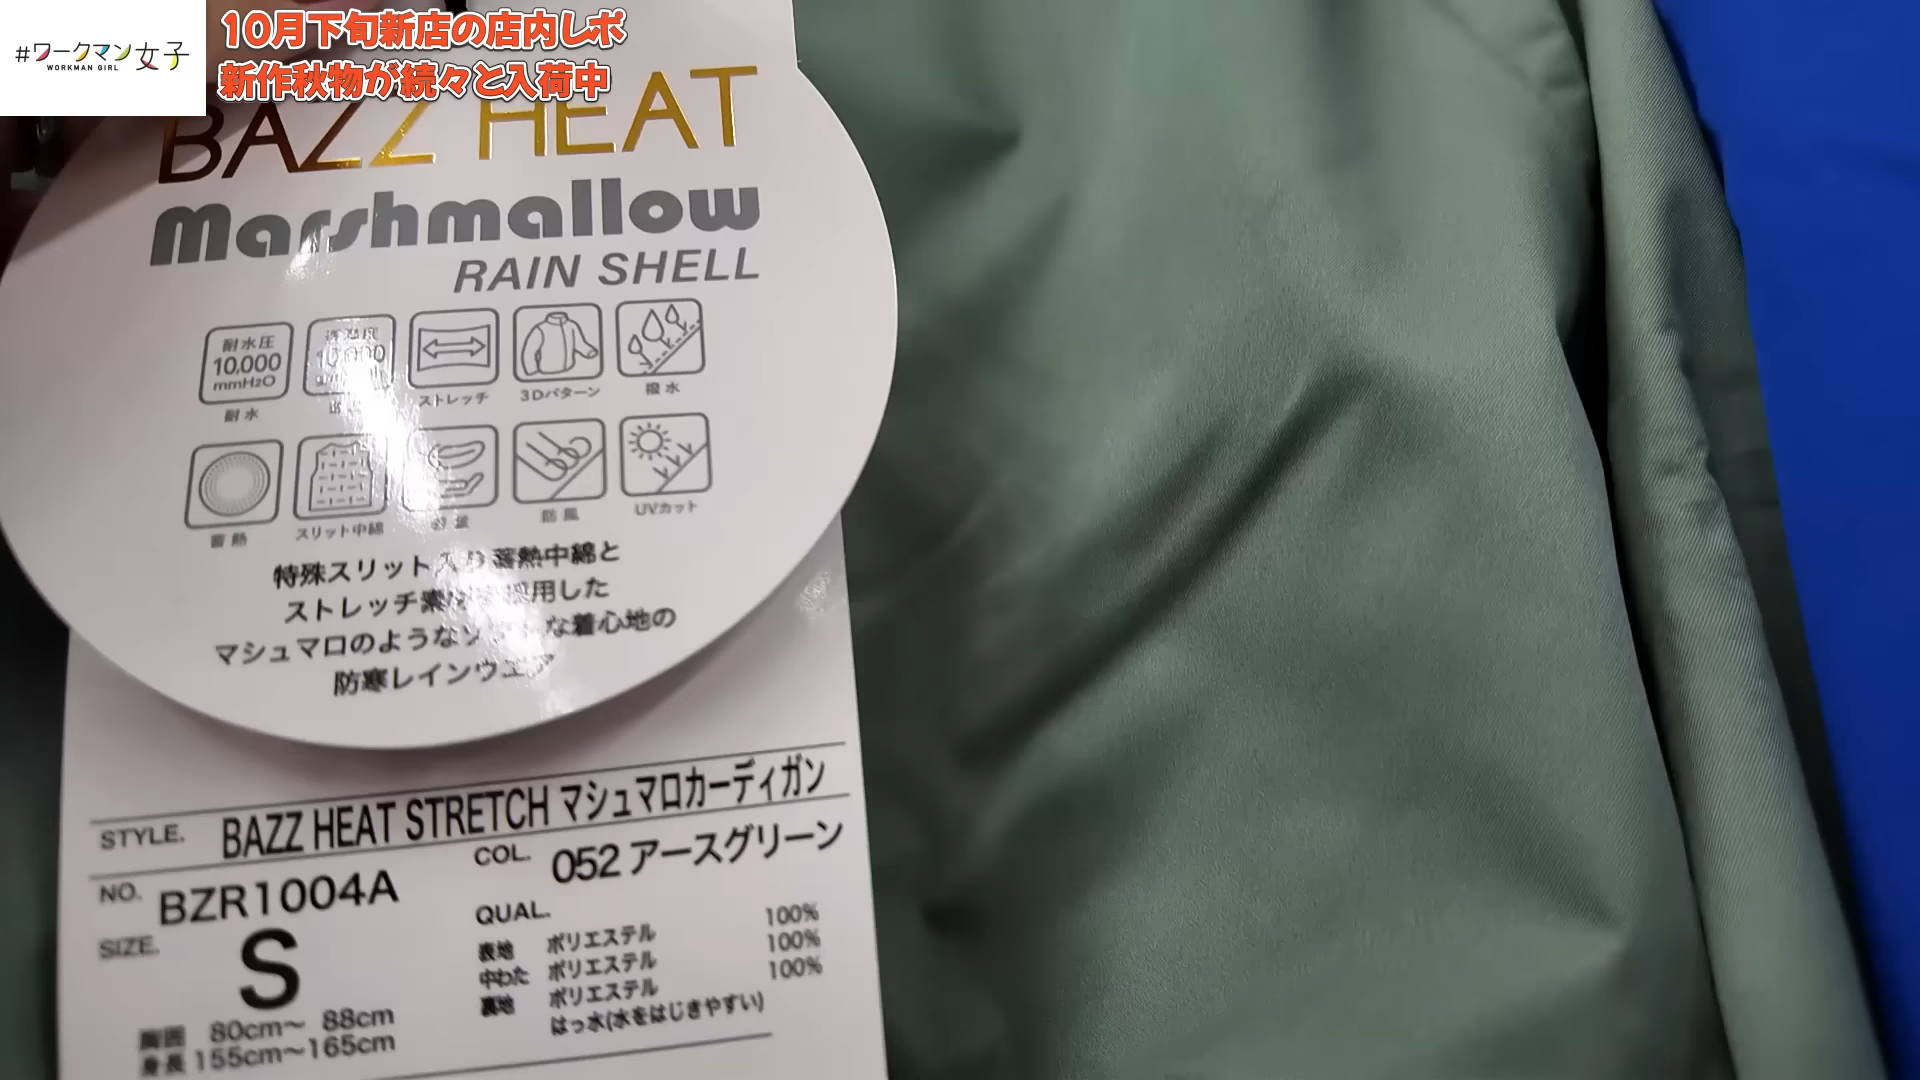 #ワークマン女子
WORKMAN GIRL
10月下旬新店の店内レポ
新作秋物が続々と入荷中
BAZZ HEAT
Marshmallow
RAIN SHELL
耐水圧
10,000
mmH2O
耐水
透湿度
10,000
ストレッチ
3Dパターン
撥水
蓄熱
スリット中綿
防風
UVカット
特殊スリット入り蓄熱中綿と
ストレッチ素材を採用した
マシュマロのような な着心地の
防寒レインウエア
STYLE. BAZZ HEAT STRETCH マシュマロカーディガン
NO. BZR1004A
COL. 052 アースグリーン
SIZE. S
胸囲 80cm〜 88cm
身長 155cm〜165cm
QUAL.
表地 ポリエステル 100%
中わた ポリエステル 100%
裏地 ポリエステル 100%
はっ水(水をはじきやすい)